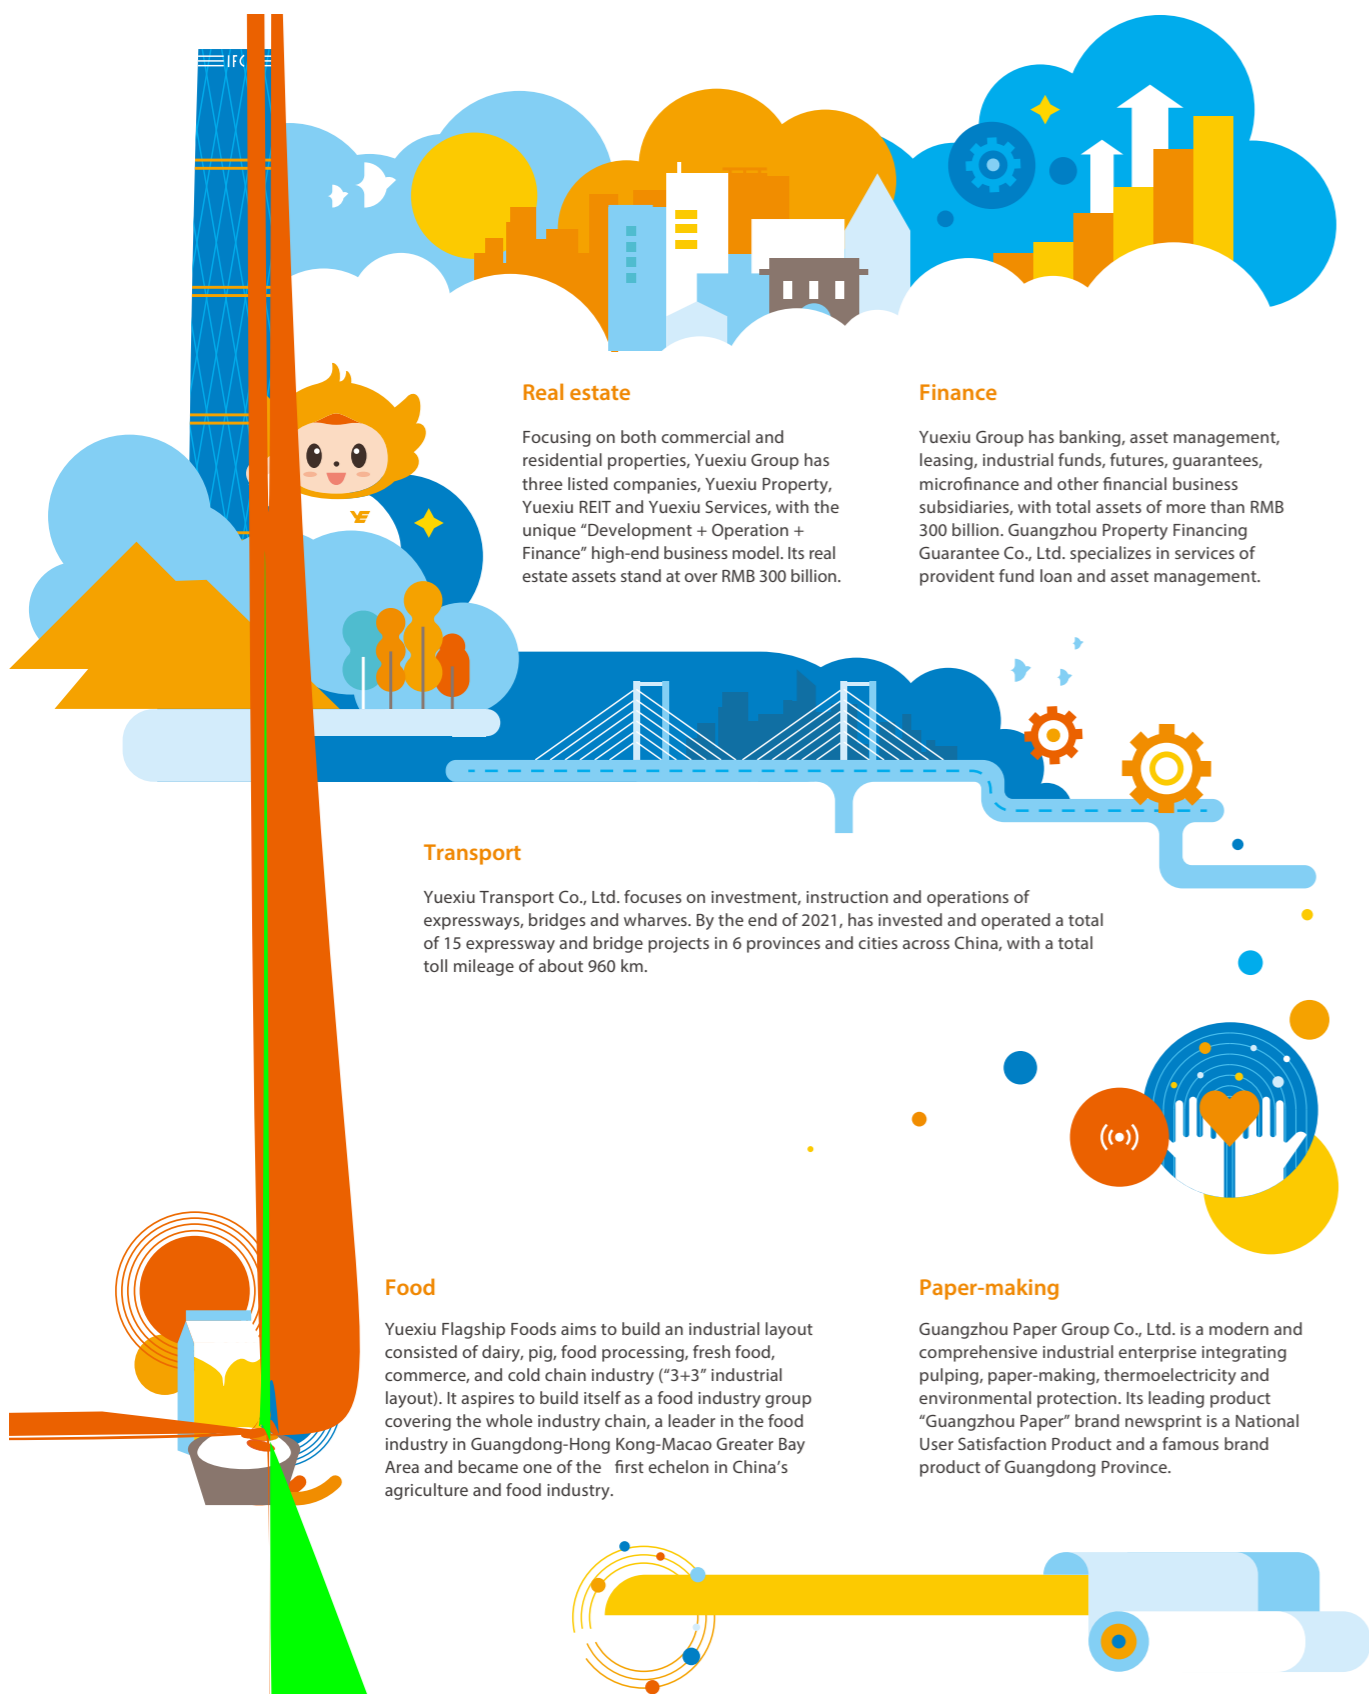 IFC
Real estate
Focusing on both commercial and
residential properties, Yuexiu Group has
three listed companies, Yuexiu Property,
Yuexiu REIT and Yuexiu Services, with the
unique “Development + Operation +
Finance” high-end business model. Its real
estate assets stand at over RMB 300 billion.
Finance
Yuexiu Group has banking, asset management,
leasing, industrial funds, futures, guarantees,
microfinance and other financial business
subsidiaries, with total assets of more than RMB
300 billion. Guangzhou Property Financing
Guarantee Co., Ltd. specializes in services of
provident fund loan and asset management.
Transport
Yuexiu Transport Co., Ltd. focuses on investment, instruction and operations of
expressways, bridges and wharves. By the end of 2021, has invested and operated a total
of 15 expressway and bridge projects in 6 provinces and cities across China, with a total
toll mileage of about 960 km.
Food
Yuexiu Flagship Foods aims to build an industrial layout
consisted of dairy, pig, food processing, fresh food,
commerce, and cold chain industry (“3+3” industrial
layout). It aspires to build itself as a food industry group
covering the whole industry chain, a leader in the food
industry in Guangdong-Hong Kong-Macao Greater Bay
Area and became one of the first echelon in China’s
agriculture and food industry.
Paper-making
Guangzhou Paper Group Co., Ltd. is a modern and
comprehensive industrial enterprise integrating
pulping, paper-making, thermoelectricity and
environmental protection. Its leading product
“Guangzhou Paper” brand newsprint is a National
User Satisfaction Product and a famous brand
product of Guangdong Province.